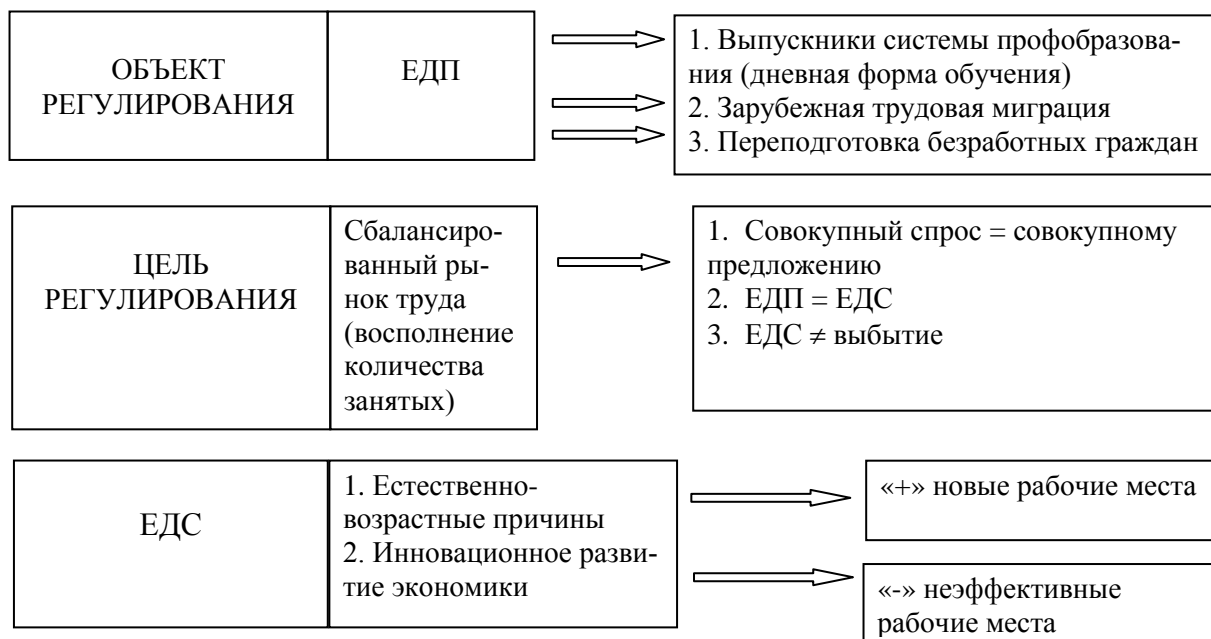 ОБЪЕКТ
РЕГУЛИРОВАНИЯ
ЕДП
1. Выпускники системы профобразова-
ния (дневная форма обучения)
2. Зарубежная трудовая миграция
3. Переподготовка безработных граждан
ЦЕЛЬ
РЕГУЛИРОВАНИЯ
Сбалансиро-
ванный ры-
нок труда
(восполнение
количества
занятых)
1. Совокупный спрос = совокупному
предложению
2. ЕДП = ЕДС
3. ЕДС ≠ выбытие
ЕДС
1. Естественно-
возрастные причины
2. Инновационное разви-
тие экономики
«+» новые рабочие места
«-» неэффективные
рабочие места